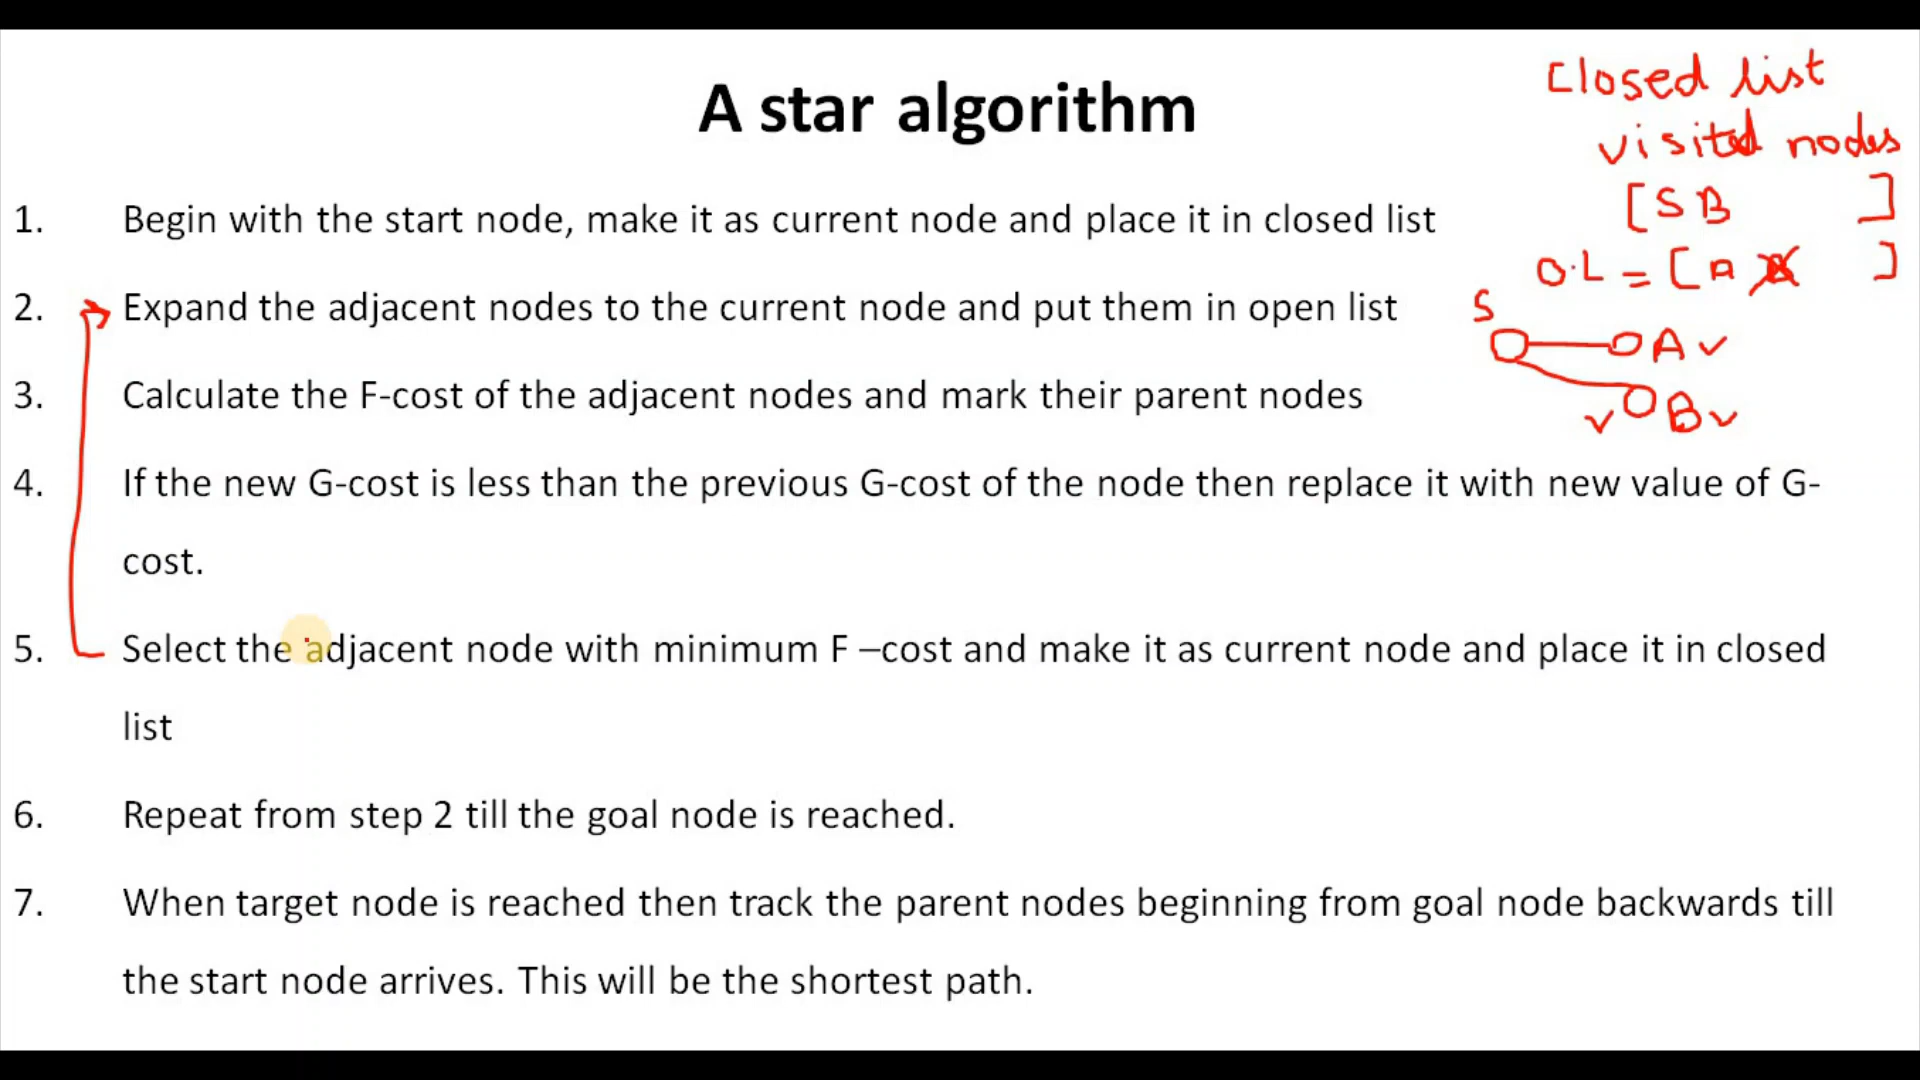 A star algorithm
closed list
visited nodes
[S B ]
1. Begin with the start node, make it as current node and place it in closed list
O.L = [A ]
2. Expand the adjacent nodes to the current node and put them in open list
S
A
3. Calculate the F-cost of the adjacent nodes and mark their parent nodes
B
4. If the new G-cost is less than the previous G-cost of the node then replace it with new value of G-
cost.
5. Select the adjacent node with minimum F –cost and make it as current node and place it in closed
list
6. Repeat from step 2 till the goal node is reached.
7. When target node is reached then track the parent nodes beginning from goal node backwards till
the start node arrives. This will be the shortest path.